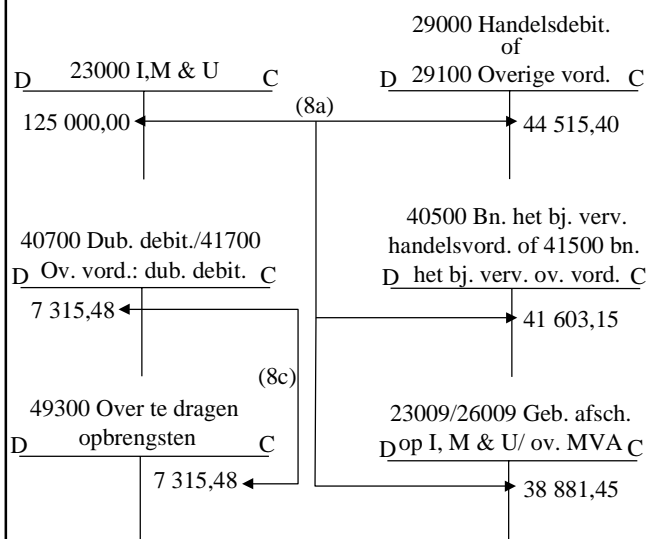 29000 Handelsdebit.
of
D 23000 I,M & U C
D 29100 Overige vord. C
(8a)
125 000,00
44 515,40
40700 Dub. debit./41700
D Ov. vord.: dub. debit. C
40500 Bn. het bj. verv.
handelsvord. of 41500 bn.
D het bj. verv. ov. vord. C
7 315,48
41 603,15
(8c)
49300 Over te dragen
D opbrengsten C
23009/26009 Geb. afsch.
D op I, M & U/ ov. MVA C
7 315,48
38 881,45